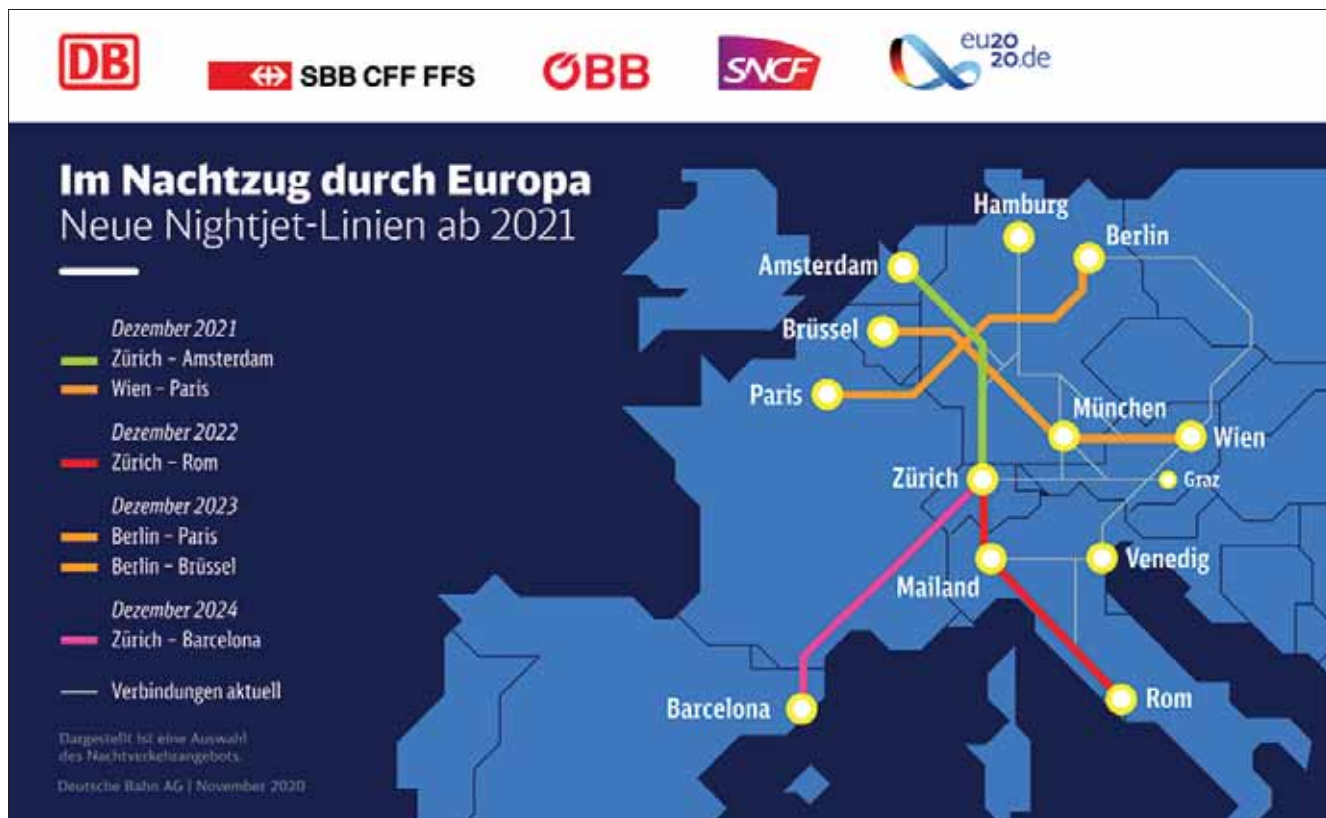 DB
SBB CFF FFS
ÖBB
SNCF
eu20
20.de
Im Nachtzug durch Europa
Neue Nightjet-Linien ab 2021
Dezember 2021
Zürich – Amsterdam
Wien – Paris
Dezember 2022
Zürich – Rom
Dezember 2023
Berlin – Paris
Berlin – Brüssel
Dezember 2024
Zürich – Barcelona
Verbindungen aktuell
Dargestellt ist eine Auswahl
des Nachtverkehrangebots.
Deutsche Bahn AG | November 2020
Hamburg
Berlin
Amsterdam
Brüssel
Paris
München
Wien
Zürich
Graz
Venedig
Mailand
Barcelona
Rom